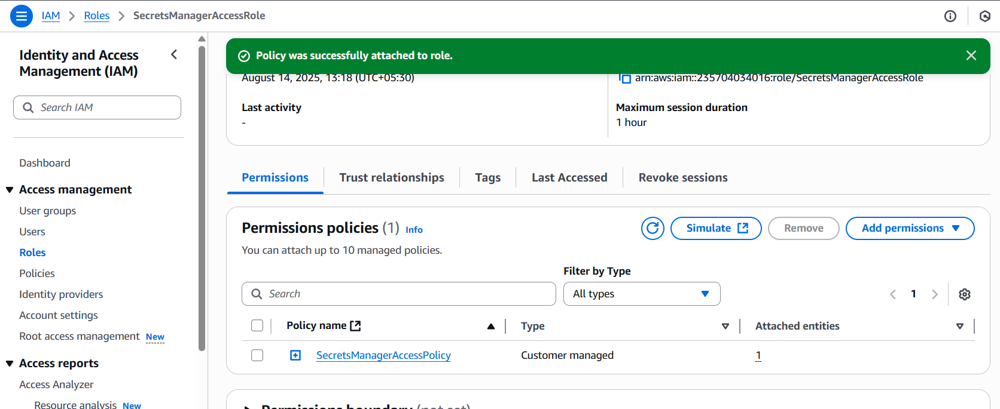 IAM > Roles > SecretsManagerAccessRole
Identity and Access
Management (IAM)
Search IAM
Dashboard
Access management
User groups
Users
Roles
Policies
Identity providers
Account settings
Root access management New
Access reports
Access Analyzer
Resource analysis New
Policy was successfully attached to role.
August 14, 2025, 13:18 (UTC+05:30)
arn:aws:iam::235704034016:role/SecretsManagerAccessRole
Last activity
-
Maximum session duration
1 hour
Permissions
Trust relationships
Tags
Last Accessed
Revoke sessions
Permissions policies (1) Info
Simulate
Remove
Add permissions
You can attach up to 10 managed policies.
Filter by Type
Search
All types
1
Policy name
Type
Attached entities
SecretsManagerAccessPolicy
Customer managed
1
Permissions boundary (not set)